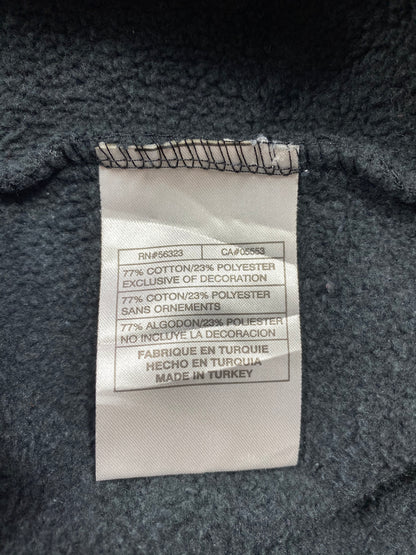 RN#56323 CA#05553
77% COTTON/23% POLYESTER
EXCLUSIVE OF DECORATION
77% COTON/23% POLYESTER
SANS ORNEMENTS
77% ALGODON/23% POLIESTER
NO INCLUYE LA DECORACION
FABRIQUE EN TURQUIE
HECHO EN TURQUIA
MADE IN TURKEY